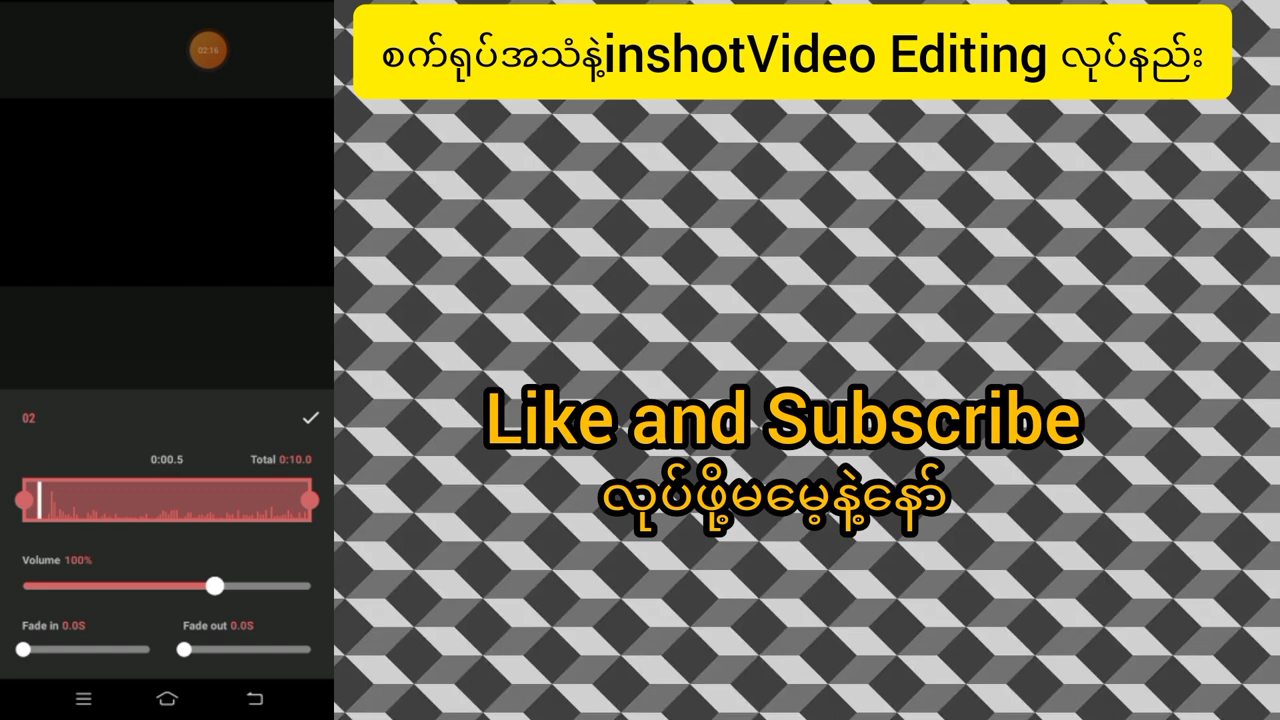 စက်ရုပ်အသံနဲ့inshotVideo Editing လုပ်နည်း
02:16
02
0:00.5 Total 0:10.0
Volume 100%
Fade in 0.0S Fade out 0.0S
Like and Subscribe
လုပ်ဖို့မမေ့နဲ့နော်